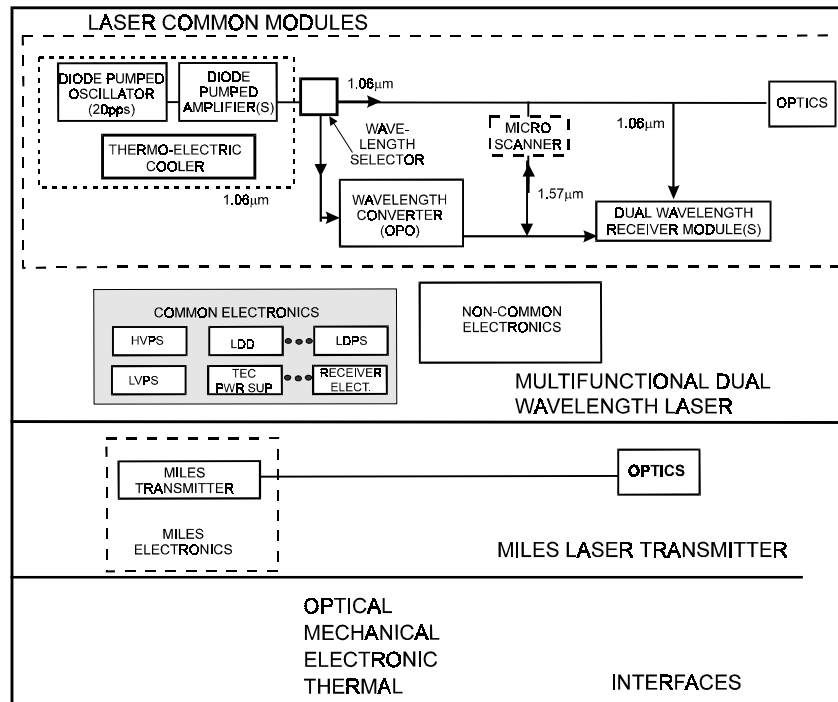 LASER COMMON MODULES
DIODE PUMPED
OSCILLATOR
(20pps)
DIODE
PUMPED
AMPLIFIER(S)
THERMO-ELECTRIC
COOLER
1.06μm
WAVE-
LENGTH
SELECTOR
1.06μm
OPTICS
MICRO
SCANNER
1.06μm
1.57μm
WAVELENGTH
CONVERTER
(OPO)
DUAL WAVELENGTH
RECEIVER MODULE(S)
COMMON ELECTRONICS
HVPS
LDD
LDPS
LVPS
TEC
PWR SUP
RECEIVER
ELECT.
NON-COMMON
ELECTRONICS
MULTIFUNCTIONAL DUAL
WAVELENGTH LASER
MILES
TRANSMITTER
MILES
ELECTRONICS
OPTICS
MILES LASER TRANSMITTER
OPTICAL
MECHANICAL
ELECTRONIC
THERMAL
INTERFACES